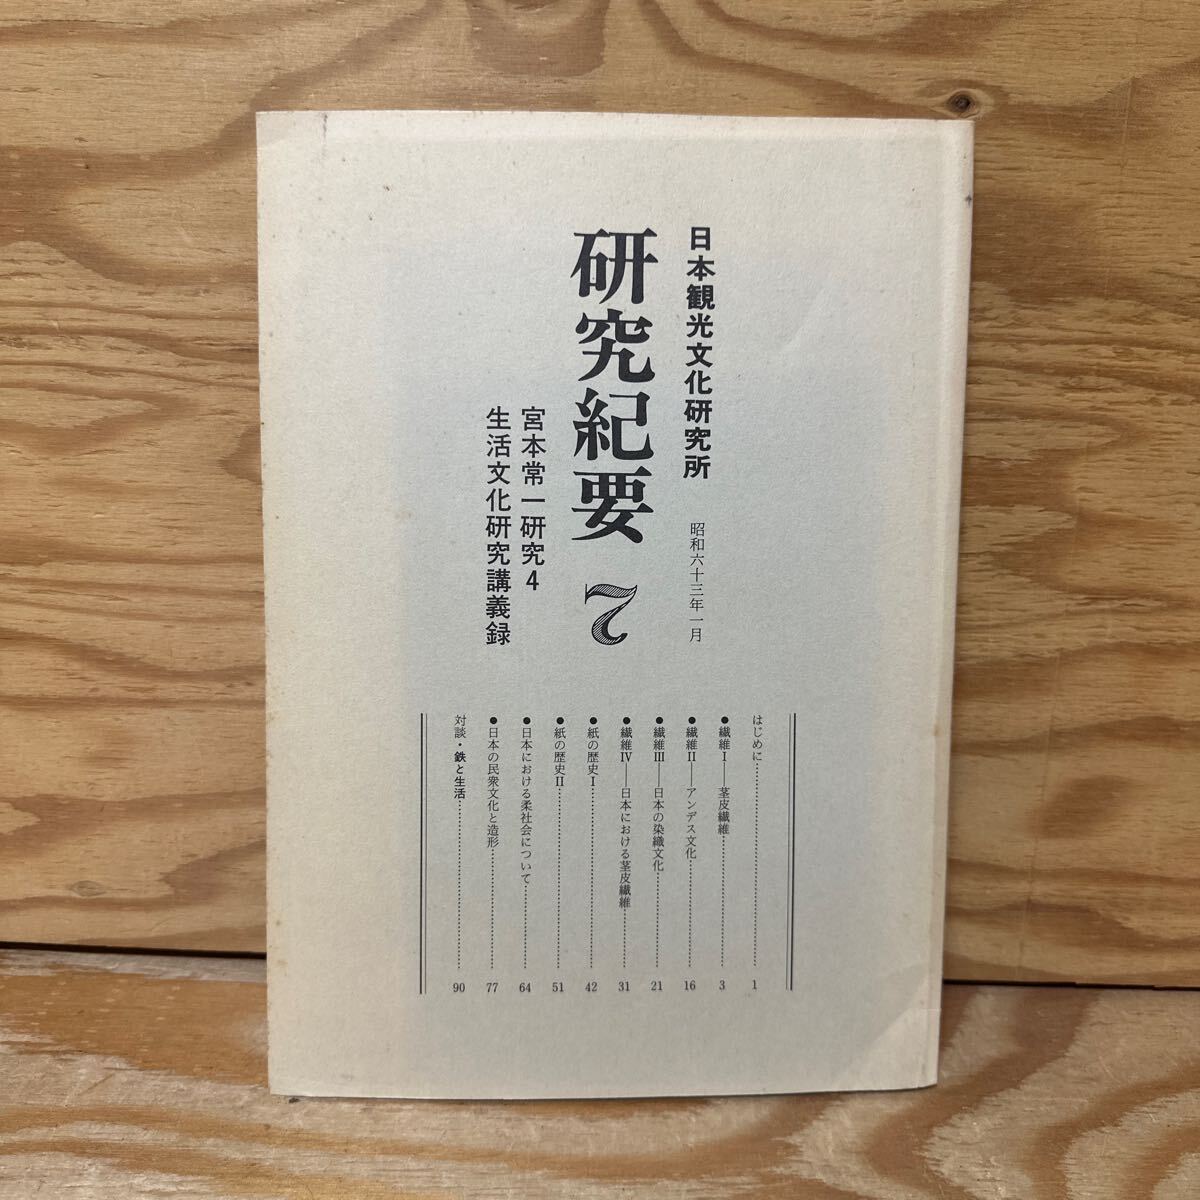 日本観光文化研究所
昭和六十三年一月
研究紀要 7
宮本常一研究4
生活文化研究講義録
はじめに……………………1
●繊維Ⅰ──茎皮繊維……………………3
●繊維Ⅱ──アンデス文化……………………16
●繊維Ⅲ──日本の染織文化……………………21
●繊維Ⅳ──日本における茎皮繊維……………………31
●紙の歴史Ⅰ……………………42
●紙の歴史Ⅱ……………………51
●日本における柔社会について……………………64
●日本の民衆文化と造形……………………77
対談・鉄と生活……………………90